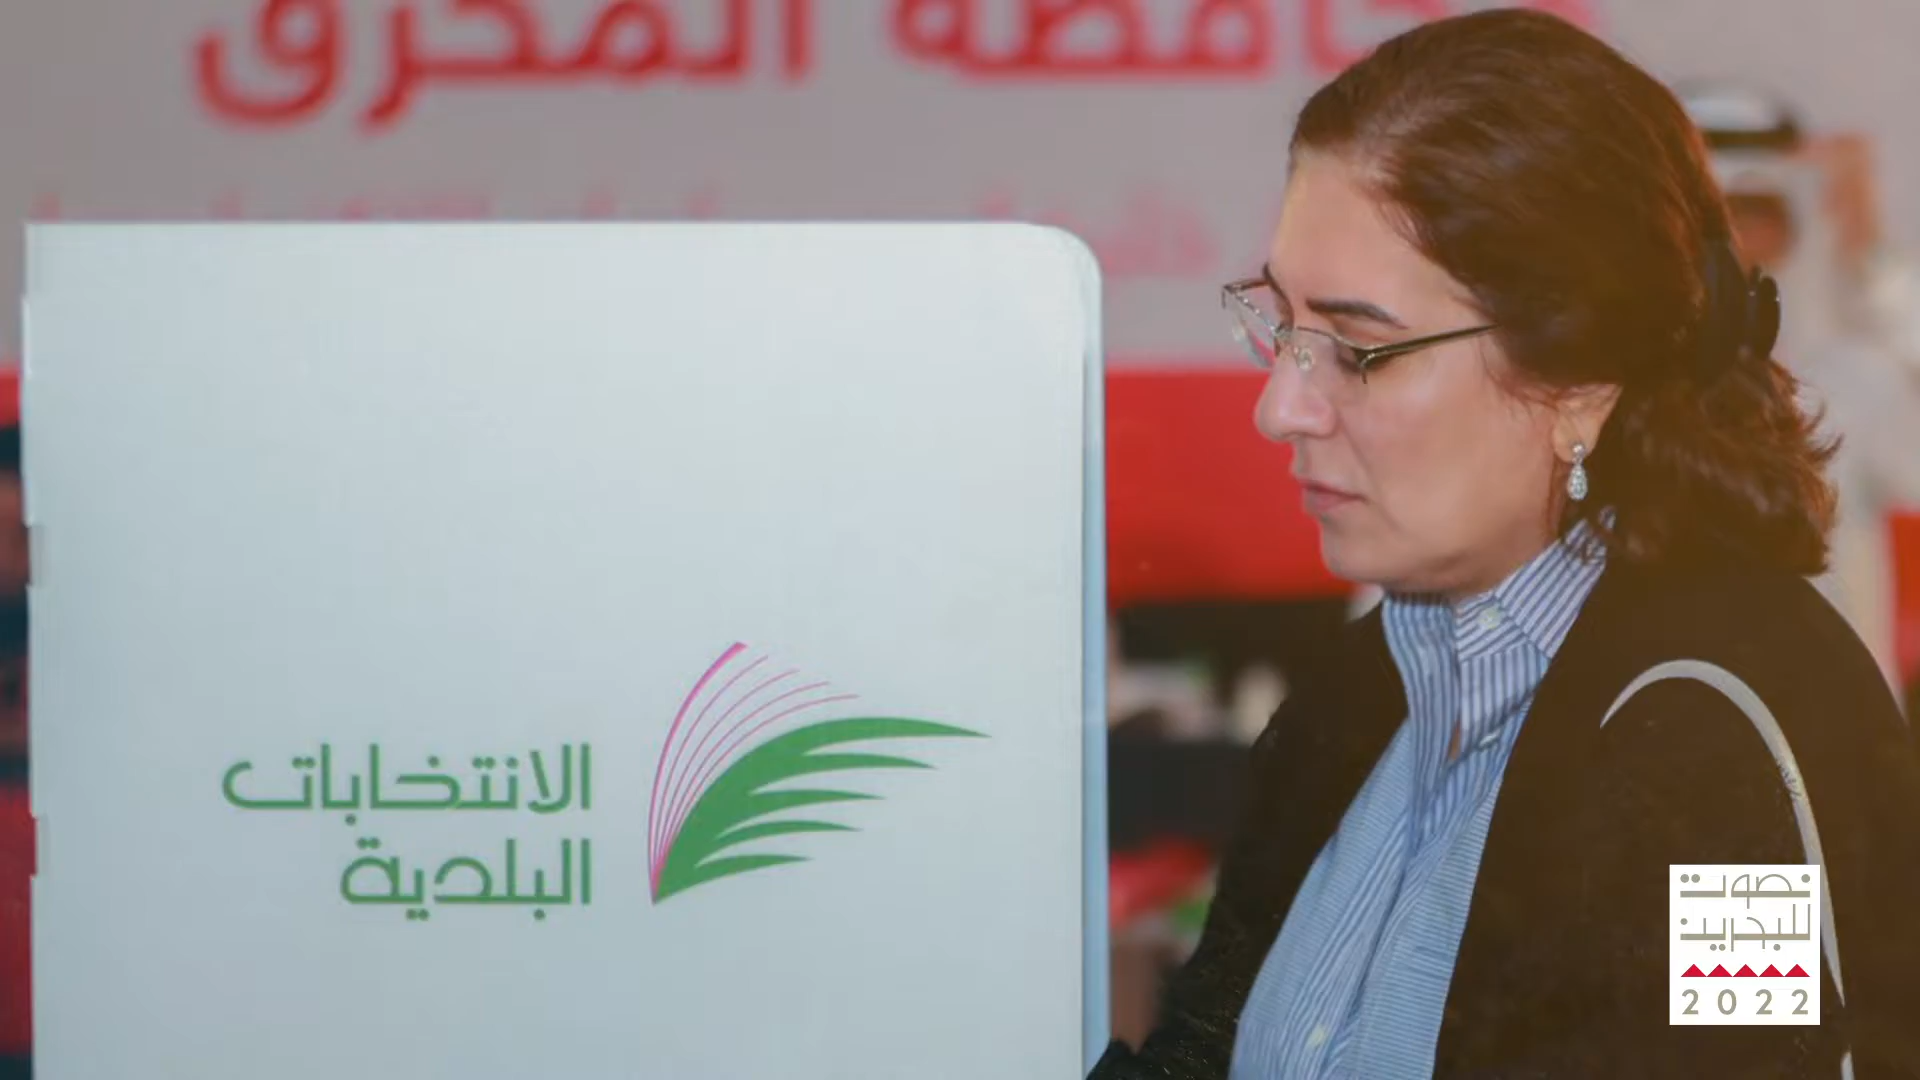 محافظة المحرق
الانتخابات
البلدية
نصوت
للبحرين
2022